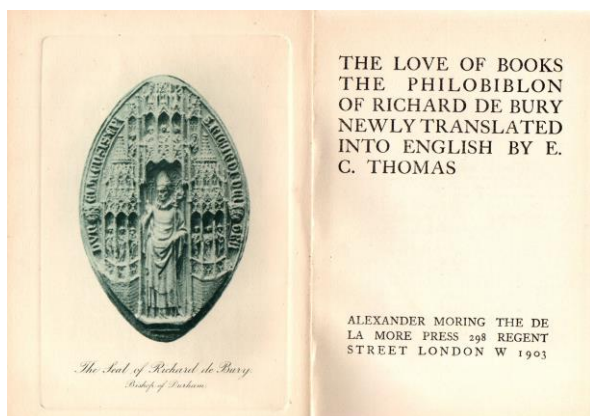 The Seal of Richard de Bury
Bishop of Durham
THE LOVE OF BOOKS
THE PHILOBIBLON
OF RICHARD DE BURY
NEWLY TRANSLATED
INTO ENGLISH BY E.
C. THOMAS
ALEXANDER MORING THE DE
LA MORE PRESS 298 REGENT
STREET LONDON W 1903